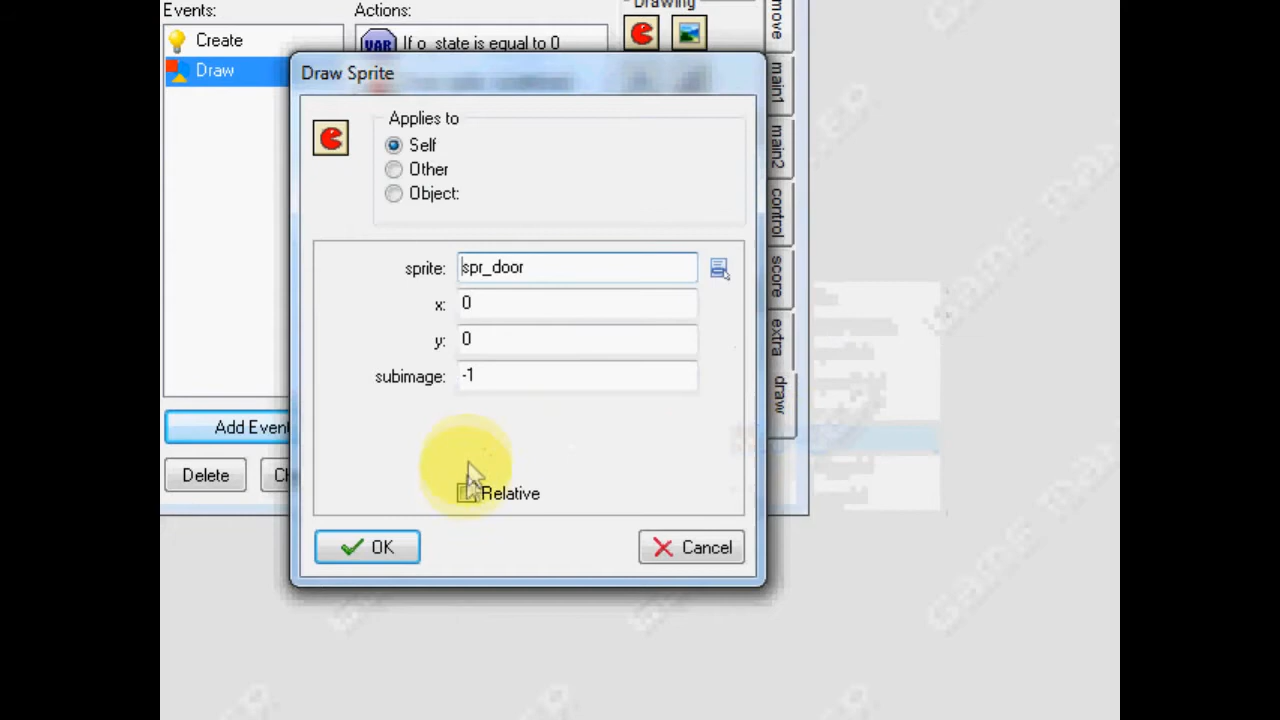 Events:
Actions:
Drawing
Create
Draw
If o_state is equal to 0
move
main1
main2
control
score
extra
draw
Draw Sprite
Applies to
Self
Other
Object:
sprite: spr_door
x: 0
y: 0
subimage: -1
Relative
OK
Cancel
Add Event
Delete
Ch